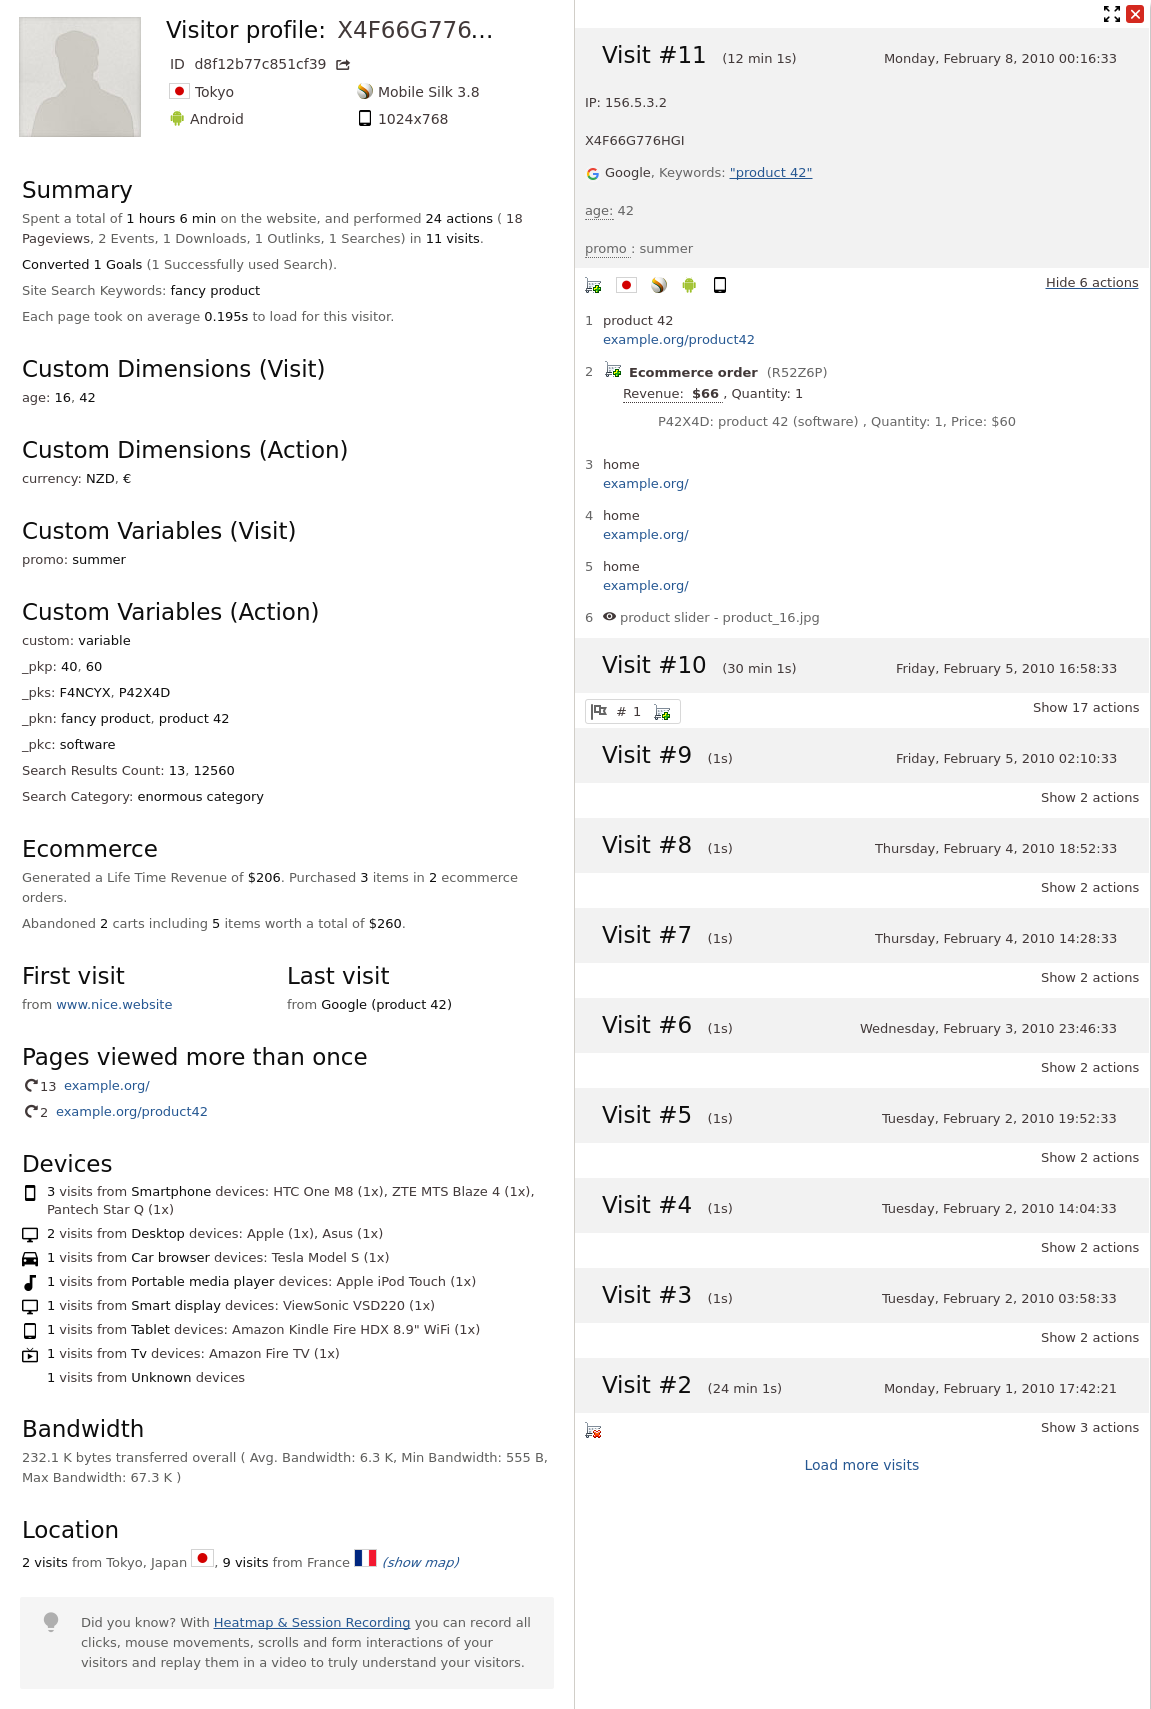 Visitor profile: X4F66G776...
ID d8f12b77c851cf39
Tokyo
Mobile Silk 3.8
Android
1024x768
Summary
Spent a total of 1 hours 6 min on the website, and performed 24 actions ( 18
Pageviews, 2 Events, 1 Downloads, 1 Outlinks, 1 Searches) in 11 visits.
Converted 1 Goals (1 Successfully used Search).
Site Search Keywords: fancy product
Each page took on average 0.195s to load for this visitor.
Custom Dimensions (Visit)
age: 16, 42
Custom Dimensions (Action)
currency: NZD, €
Custom Variables (Visit)
promo: summer
Custom Variables (Action)
custom: variable
_pkp: 40, 60
_pks: F4NCYX, P42X4D
_pkn: fancy product, product 42
_pkc: software
Search Results Count: 13, 12560
Search Category: enormous category
Ecommerce
Generated a Life Time Revenue of $206. Purchased 3 items in 2 ecommerce
orders.
Abandoned 2 carts including 5 items worth a total of $260.
First visit
from www.nice.website
Last visit
from Google (product 42)
Pages viewed more than once
13 example.org/
2 example.org/product42
Devices
3 visits from Smartphone devices: HTC One M8 (1x), ZTE MTS Blaze 4 (1x),
Pantech Star Q (1x)
2 visits from Desktop devices: Apple (1x), Asus (1x)
1 visits from Car browser devices: Tesla Model S (1x)
1 visits from Portable media player devices: Apple iPod Touch (1x)
1 visits from Smart display devices: ViewSonic VSD220 (1x)
1 visits from Tablet devices: Amazon Kindle Fire HDX 8.9" WiFi (1x)
1 visits from Tv devices: Amazon Fire TV (1x)
1 visits from Unknown devices
Bandwidth
232.1 K bytes transferred overall ( Avg. Bandwidth: 6.3 K, Min Bandwidth: 555 B,
Max Bandwidth: 67.3 K )
Location
2 visits from Tokyo, Japan , 9 visits from France (show map)
Did you know? With Heatmap & Session Recording you can record all
clicks, mouse movements, scrolls and form interactions of your
visitors and replay them in a video to truly understand your visitors.
Visit #11 (12 min 1s) Monday, February 8, 2010 00:16:33
IP: 156.5.3.2
X4F66G776HGI
Google, Keywords: "product 42"
age: 42
promo : summer
Hide 6 actions
1 product 42
example.org/product42
2 Ecommerce order (R52Z6P)
Revenue: $66 , Quantity: 1
P42X4D: product 42 (software) , Quantity: 1, Price: $60
3 home
example.org/
4 home
example.org/
5 home
example.org/
6 product slider - product_16.jpg
Visit #10 (30 min 1s) Friday, February 5, 2010 16:58:33
# 1
Show 17 actions
Visit #9 (1s) Friday, February 5, 2010 02:10:33
Show 2 actions
Visit #8 (1s) Thursday, February 4, 2010 18:52:33
Show 2 actions
Visit #7 (1s) Thursday, February 4, 2010 14:28:33
Show 2 actions
Visit #6 (1s) Wednesday, February 3, 2010 23:46:33
Show 2 actions
Visit #5 (1s) Tuesday, February 2, 2010 19:52:33
Show 2 actions
Visit #4 (1s) Tuesday, February 2, 2010 14:04:33
Show 2 actions
Visit #3 (1s) Tuesday, February 2, 2010 03:58:33
Show 2 actions
Visit #2 (24 min 1s) Monday, February 1, 2010 17:42:21
Show 3 actions
Load more visits